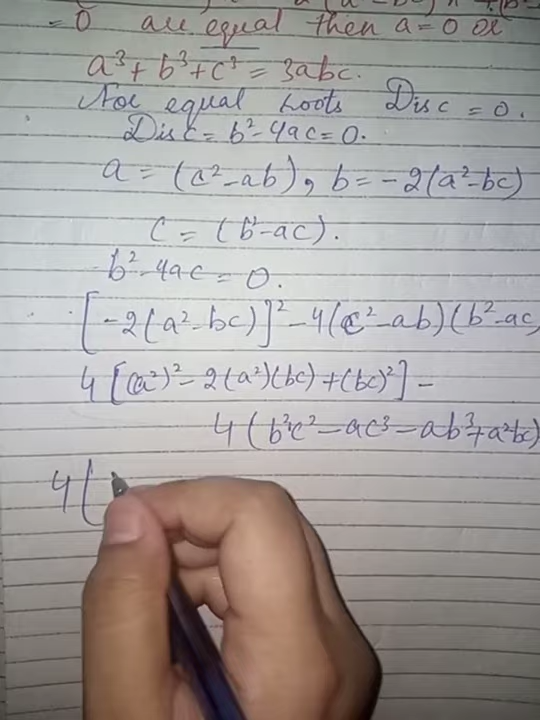 = 0 are equal then a = 0 or
a³ + b³ + c³ = 3abc.
For equal roots Disc = 0.
Disc = b² - 4ac = 0.
a = (c² - ab), b = -2(a² - bc)
c = (b² - ac).
b² - 4ac = 0.
[-2(a² - bc)]² - 4(c² - ab)(b² - ac
4[(a²)² - 2(a²)(bc) + (bc)²] -
4(b²c² - ac³ - ab³ + a²bc)
4(